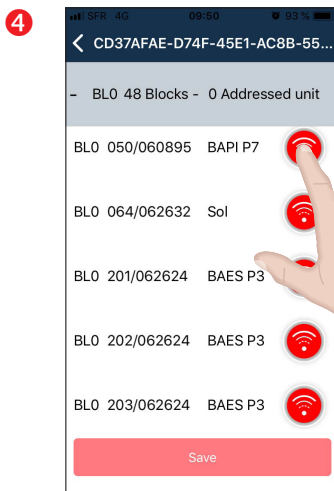 4
SFR 4G 09:50 93 %
CD37AFAE-D74F-45E1-AC8B-55...
- BL0 48 Blocks - 0 Addressed unit
BL0 050/060895 BAPI P7
BL0 064/062632 Sol
BL0 201/062624 BAES P3
BL0 202/062624 BAES P3
BL0 203/062624 BAES P3
Save